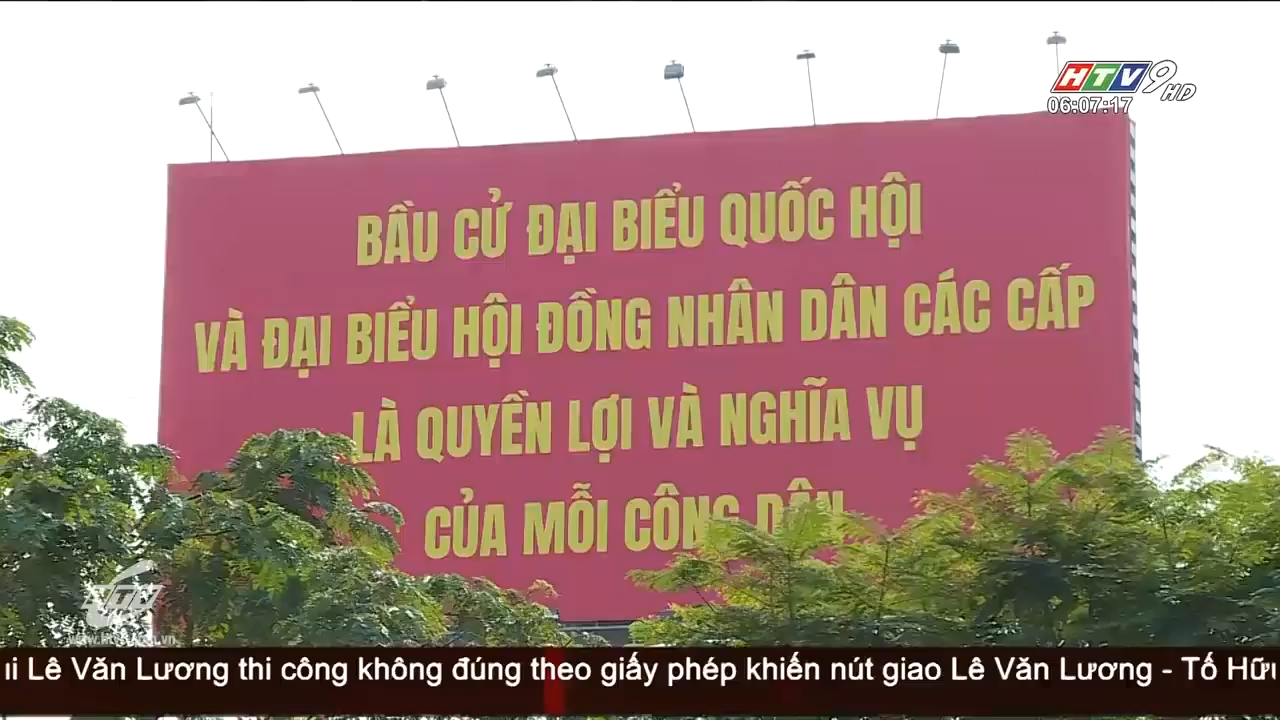 HTV9 HD
06:07:17
BẦU CỬ ĐẠI BIỂU QUỐC HỘI
VÀ ĐẠI BIỂU HỘI ĐỒNG NHÂN DÂN CÁC CẤP
LÀ QUYỀN LỢI VÀ NGHĨA VỤ
CỦA MỖI CÔNG DÂN
HTV
Lê Văn Lương thi công không đúng theo giấy phép khiến nút giao Lê Văn Lương - Tố Hữu